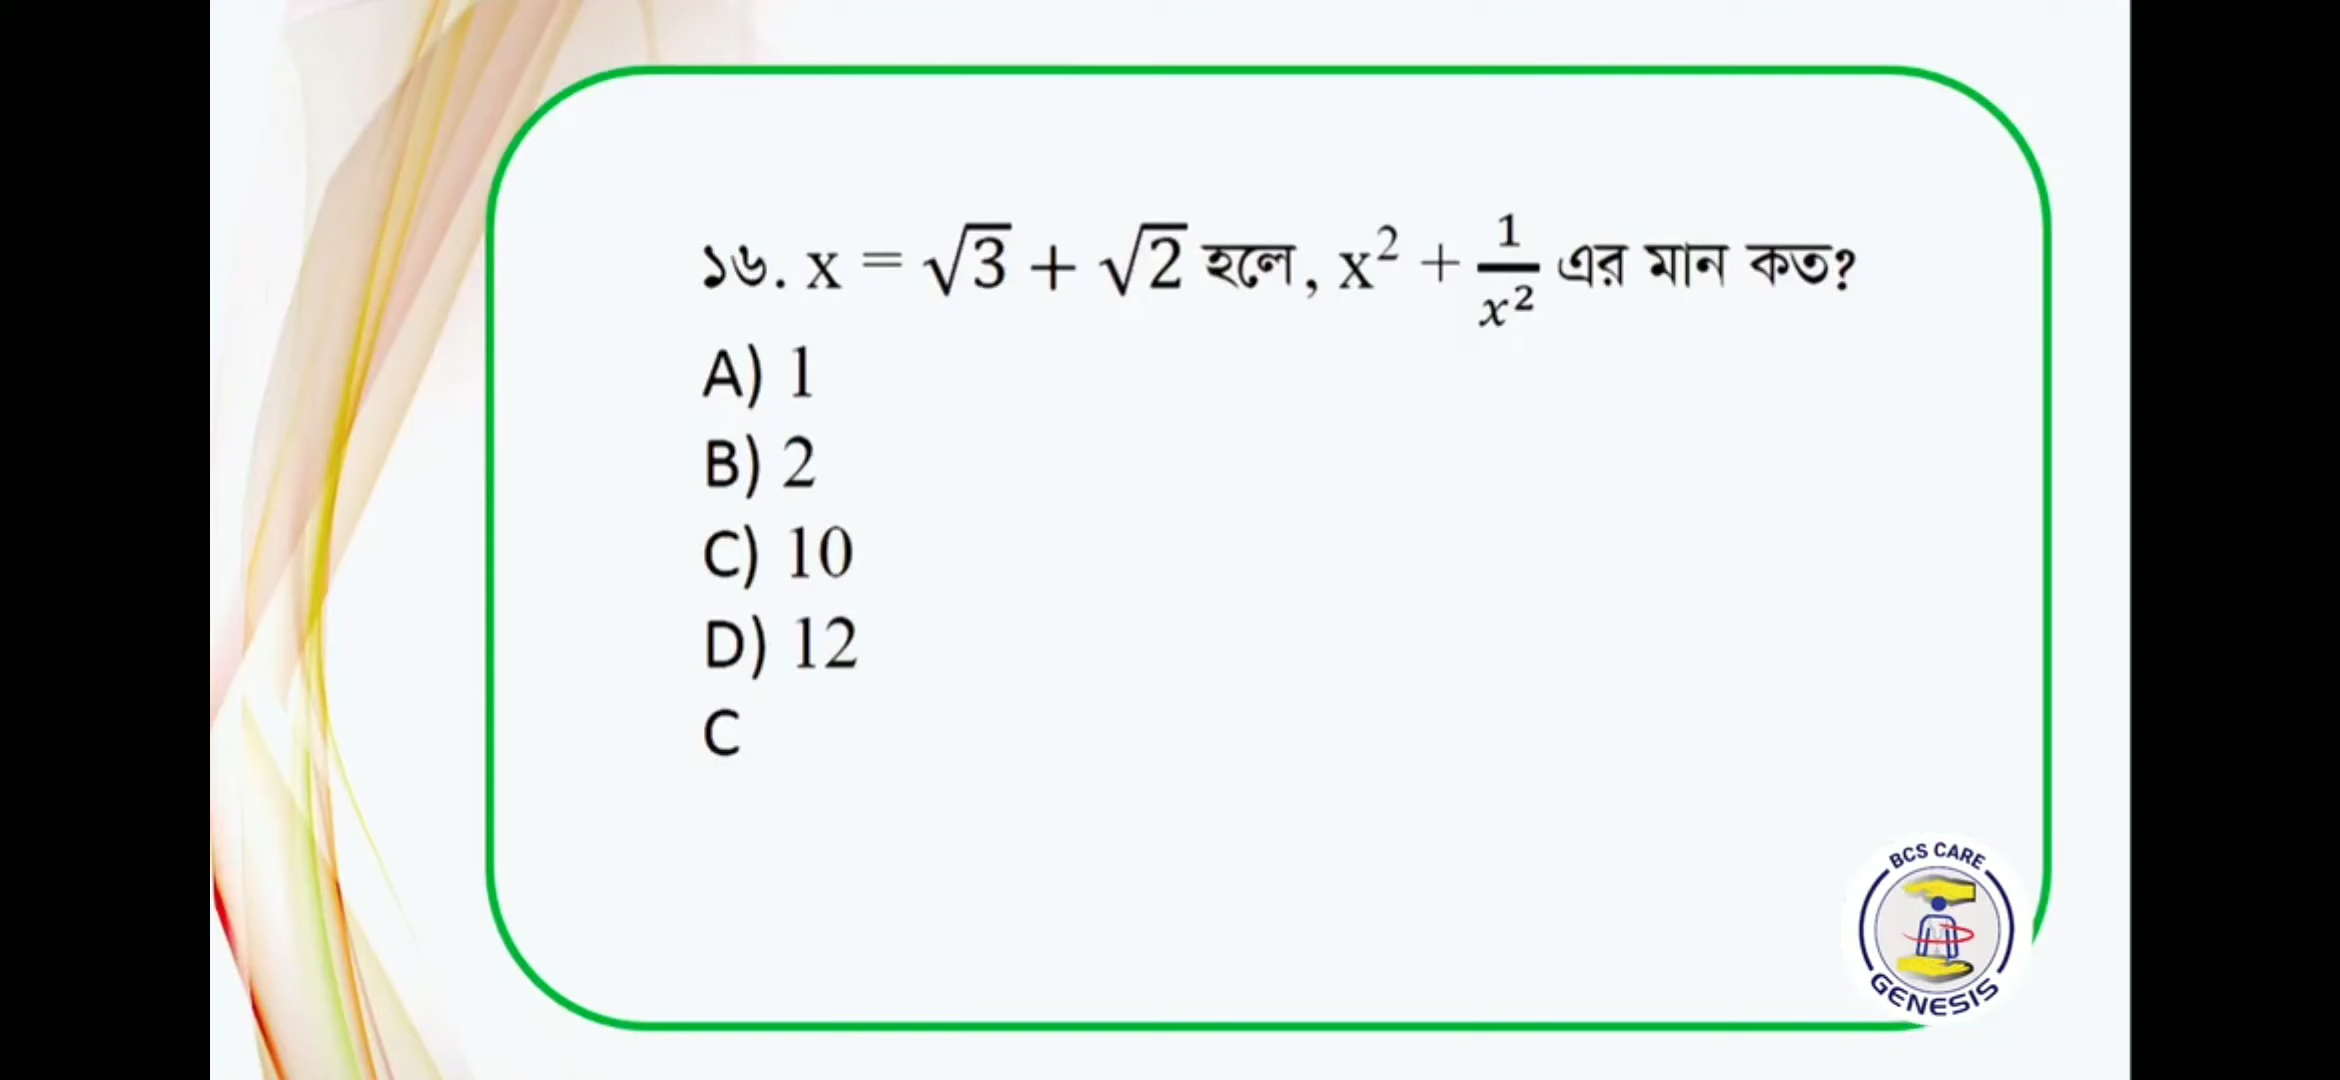 ১৬. x = √3 + √2 হলে, x² + 1/x² এর মান কত?
A) 1
B) 2
C) 10
D) 12
C
BCS CARE
GENESIS